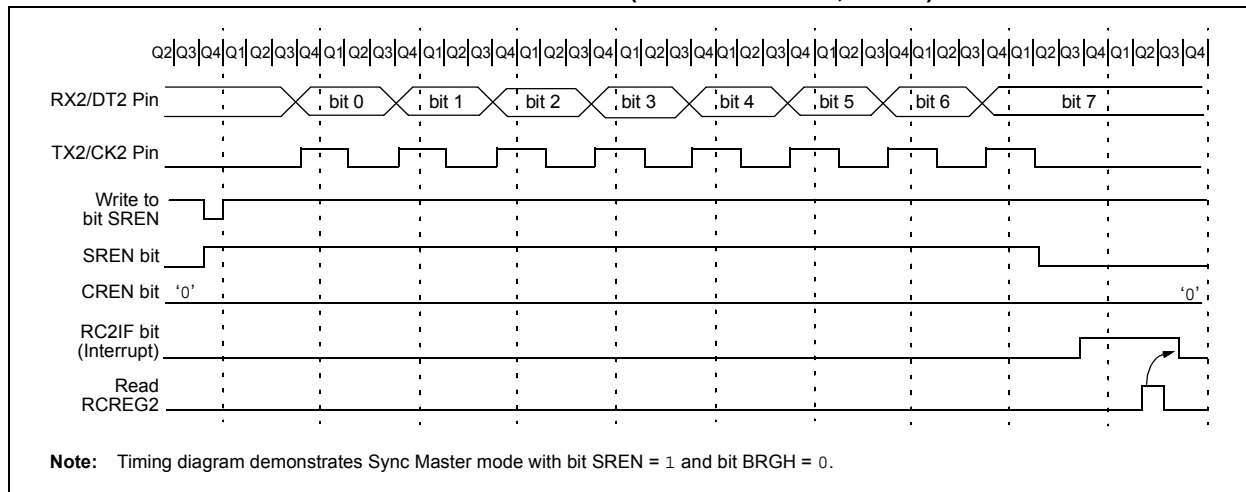 Q2 Q3 Q4 Q1 Q2 Q3 Q4 Q1 Q2 Q3 Q4 Q1 Q2 Q3 Q4 Q1 Q2 Q3 Q4 Q1 Q2 Q3 Q4 Q1 Q2 Q3 Q4 Q1 Q2 Q3 Q4 Q1 Q2 Q3 Q4 Q1 Q2 Q3 Q4 Q1 Q2 Q3 Q4
RX2/DT2 Pin bit 0 bit 1 bit 2 bit 3 bit 4 bit 5 bit 6 bit 7
TX2/CK2 Pin
Write to
bit SREN
SREN bit
CREN bit ‘0’ ‘0’
RC2IF bit
(Interrupt)
Read
RCREG2
Note: Timing diagram demonstrates Sync Master mode with bit SREN = 1 and bit BRGH = 0.